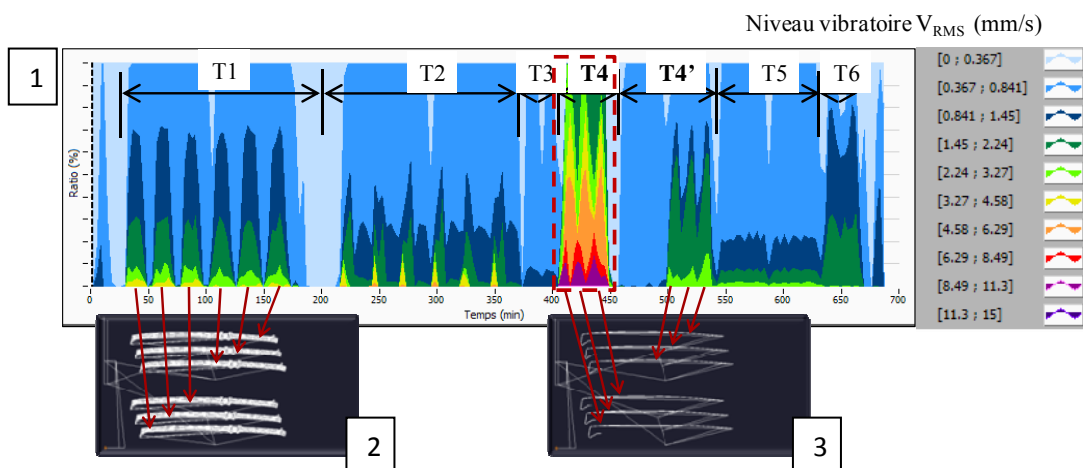 Niveau vibratoire VRMS (mm/s)
1
T1
T2
T3
T4
T4’
T5
T6
[0 ; 0.367]
[0.367 ; 0.841]
[0.841 ; 1.45]
[1.45 ; 2.24]
[2.24 ; 3.27]
[3.27 ; 4.58]
[4.58 ; 6.29]
[6.29 ; 8.49]
[8.49 ; 11.3]
[11.3 ; 15]
Ratio (%)
0 50 100 150 200 250 300 350 400 450 500 550 600 650 700
Temps (min)
2
3